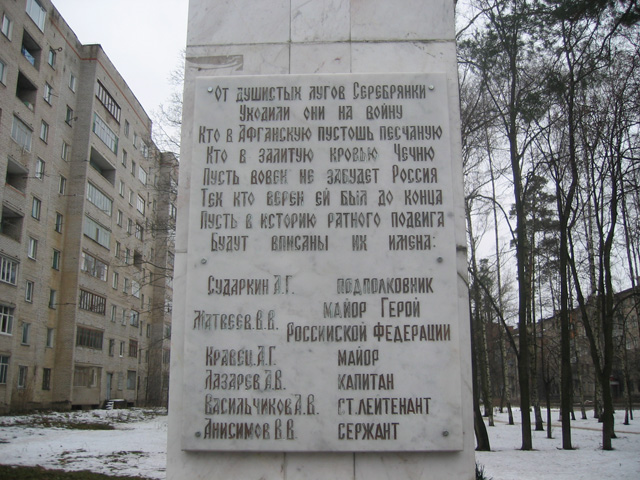 От душистых лугов Серебрянки
Уходили они на войну
Кто в Афганскую пустошь песчаную
Кто в залитую кровью Чечню
Пусть вовек не забудет Россия
Тех кто верен ей был до конца
Пусть в историю ратного подвига
Будут вписаны их имена:
Сударкин А.Г. подполковник
Матвеев.В.В. майор Герой
Российской Федерации
Кравец.А.Г. майор
Лазарев.А.В. капитан
Васильчиков А.В. ст.лейтенант
Анисимов В.В. сержант